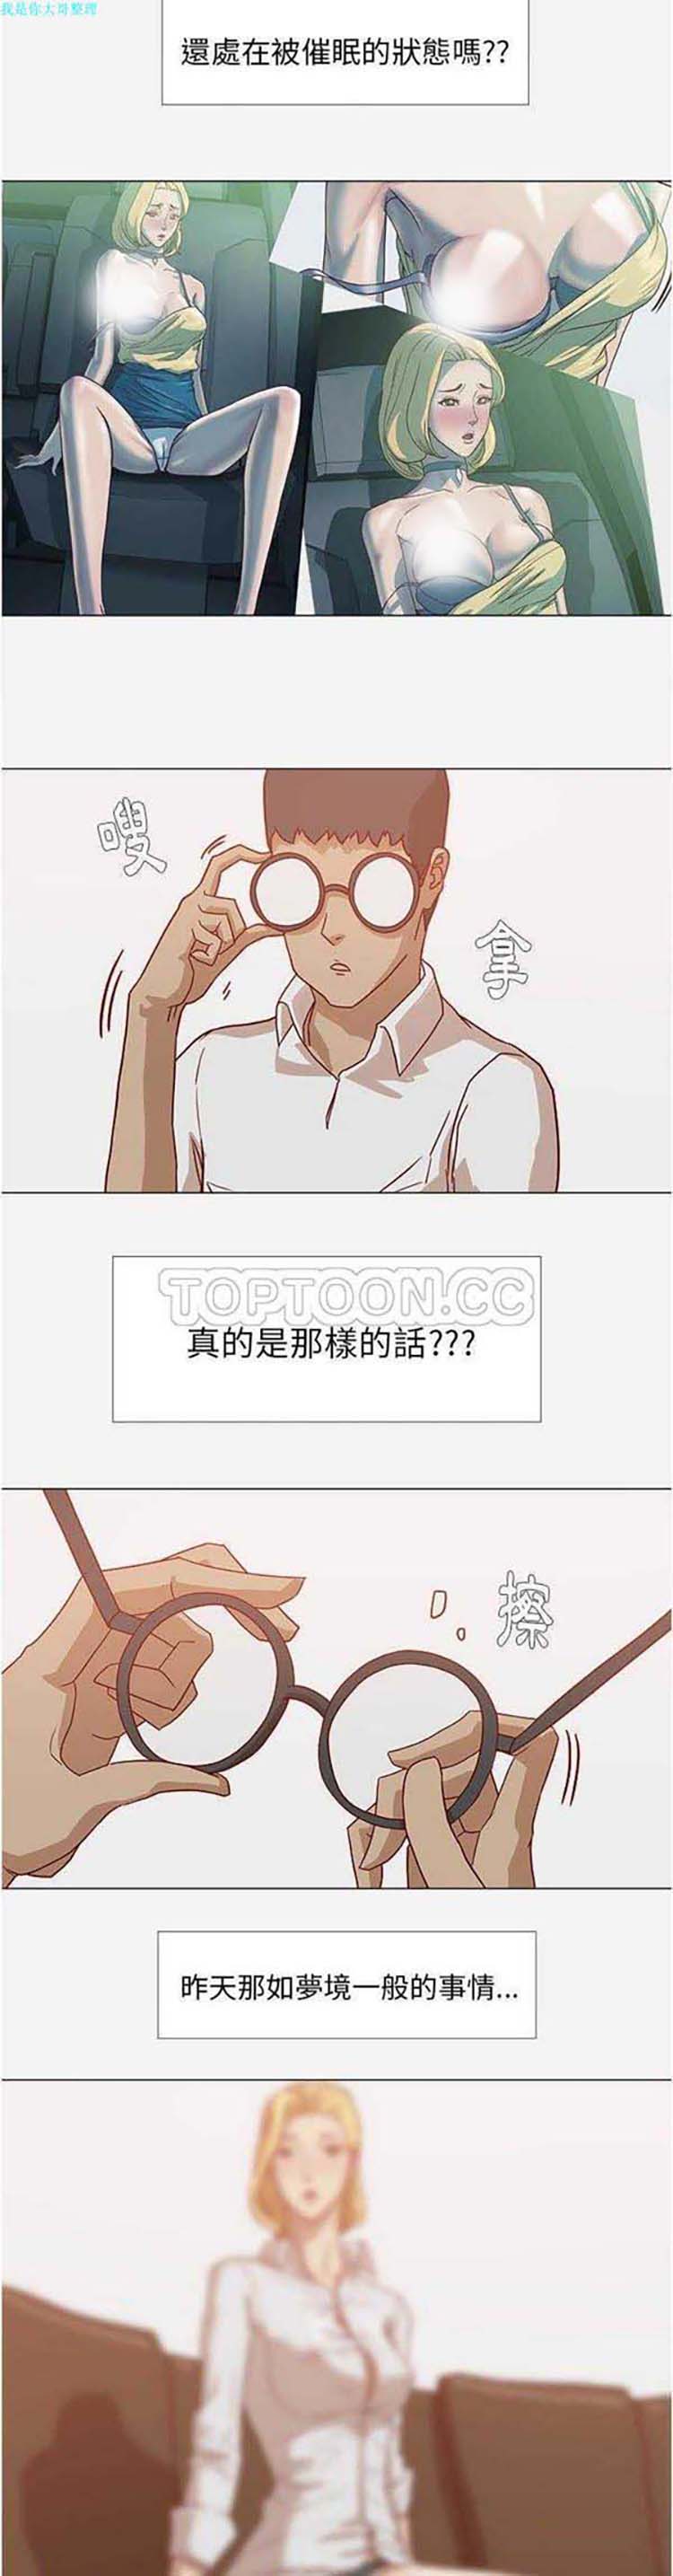 我是你大哥整理
還處在被催眠的狀態嗎??
嗖
拿
TOPTOON.CC
真的是那樣的話???
擦
昨天那如夢境一般的事情...